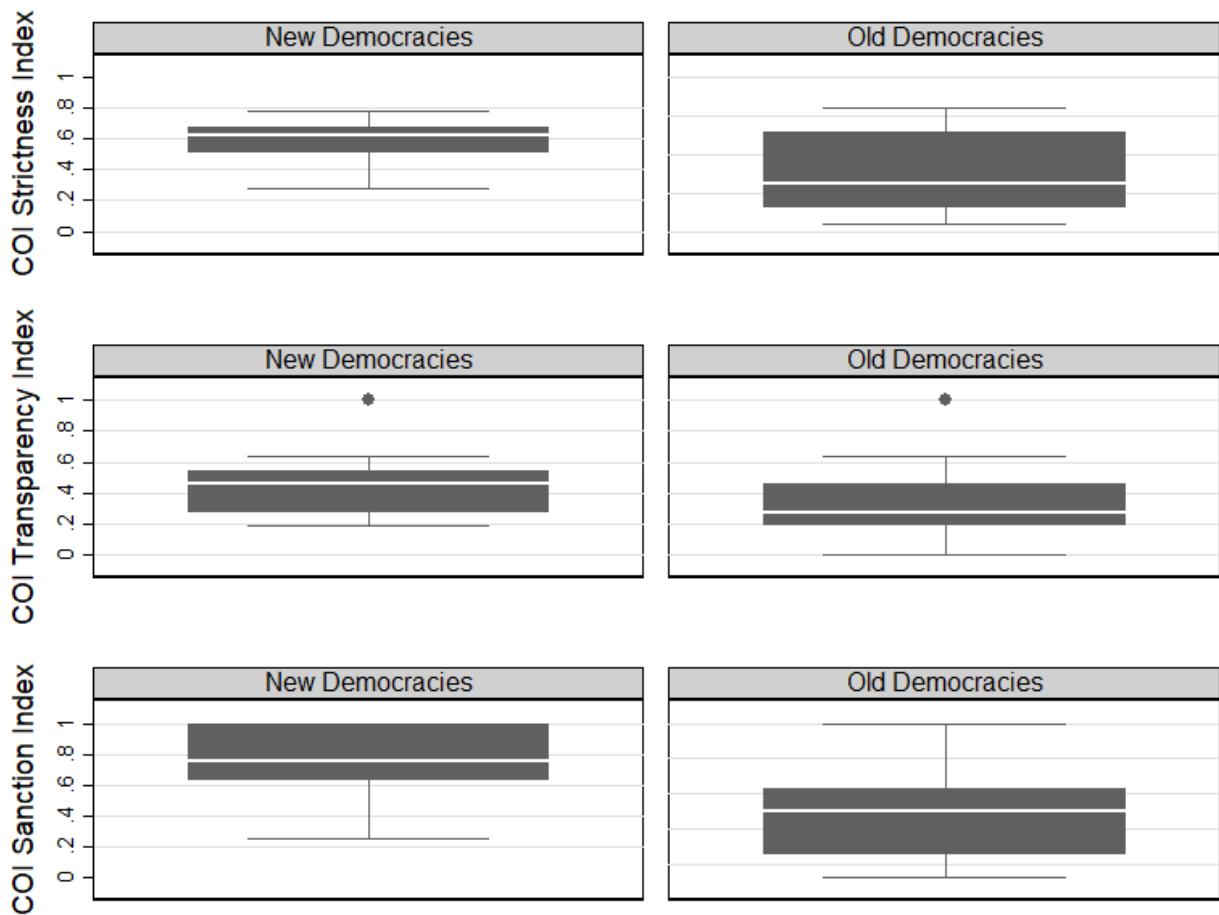 New Democracies
Old Democracies
COI Strictness Index
1
.8
.6
.4
.2
0
New Democracies
Old Democracies
COI Transparency Index
1
.8
.6
.4
.2
0
New Democracies
Old Democracies
COI Sanction Index
1
.8
.6
.4
.2
0